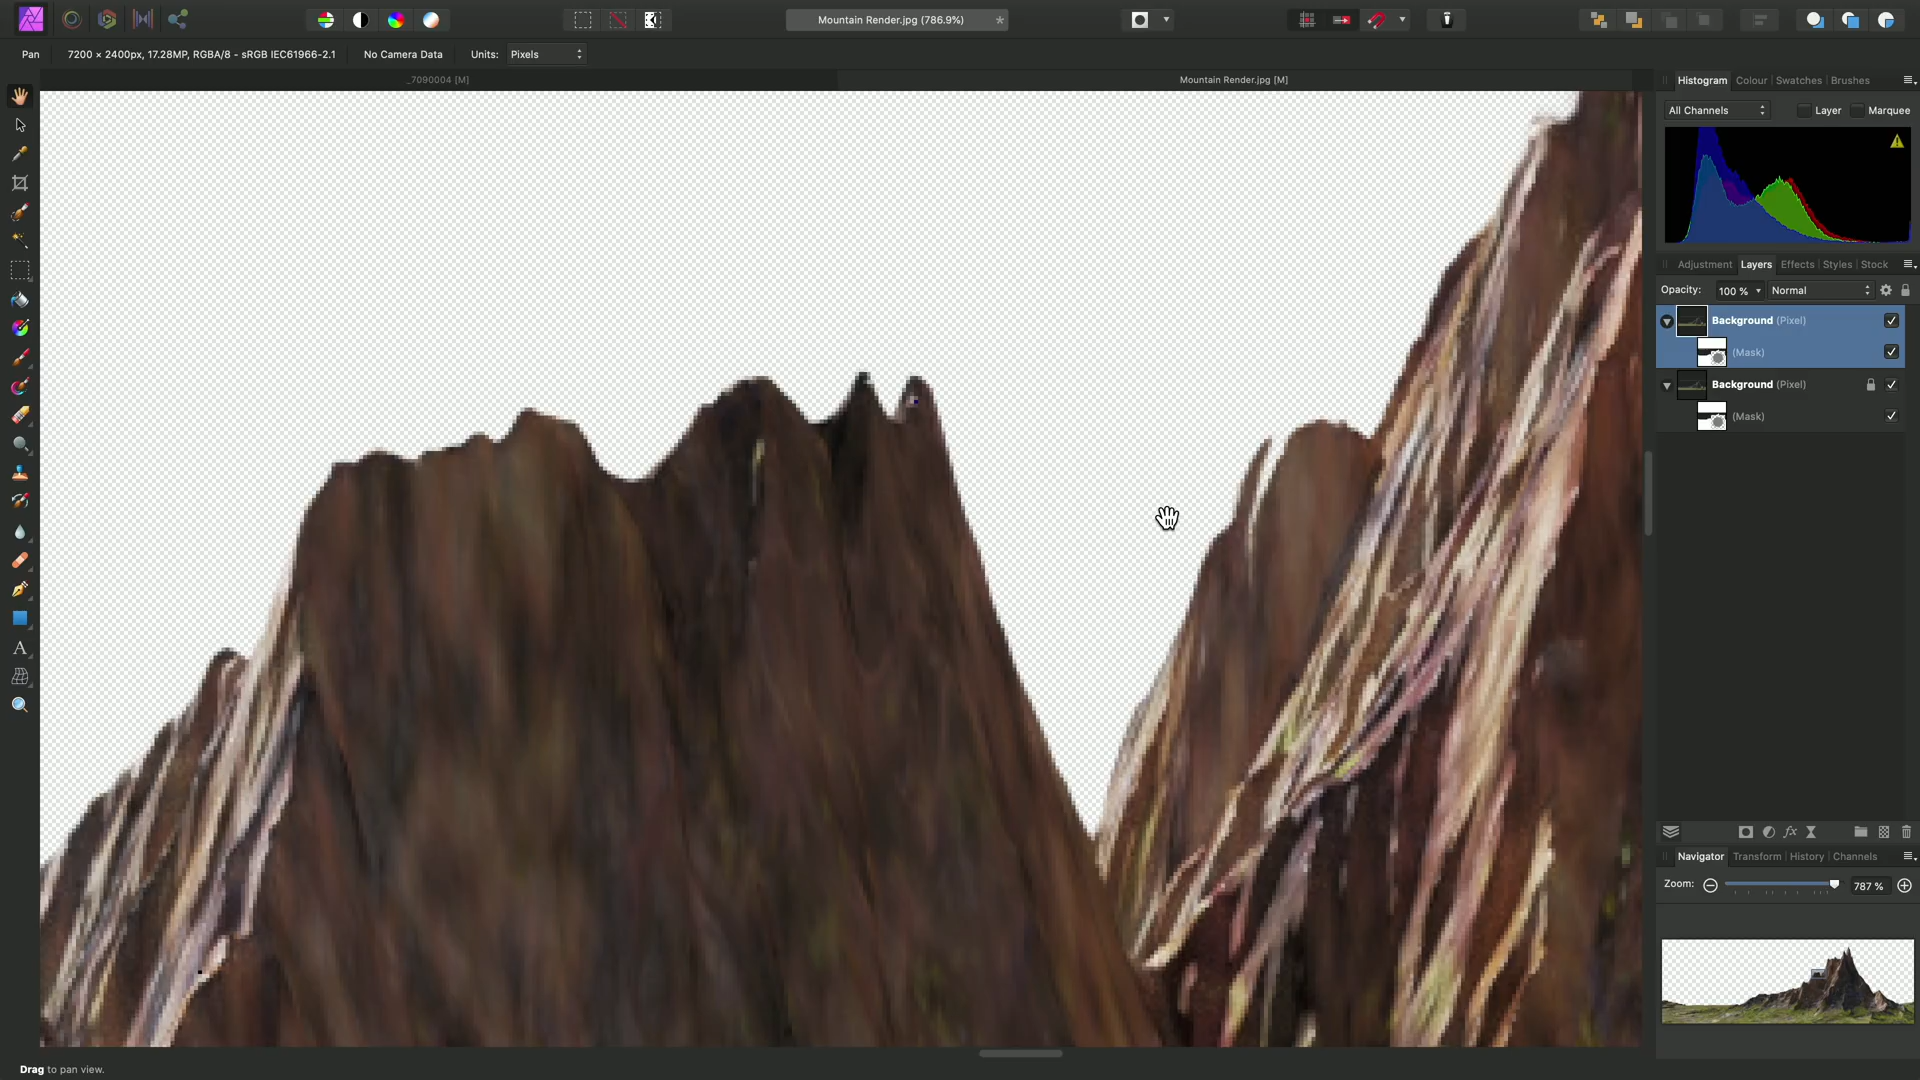 Mountain Render.jpg (786.9%)
Pan
7200 × 2400px, 17.28MP, RGBA/8 - sRGB IEC61966-2.1
No Camera Data
Units:
Pixels
_7090004 [M]
Mountain Render.jpg [M]
Histogram
Colour
Swatches
Brushes
All Channels
Layer
Marquee
Adjustment
Layers
Effects
Styles
Stock
Opacity:
100 %
Normal
Background (Pixel)
(Mask)
Background (Pixel)
(Mask)
fx
A
Navigator
Transform
History
Channels
Zoom:
787 %
Drag to pan view.